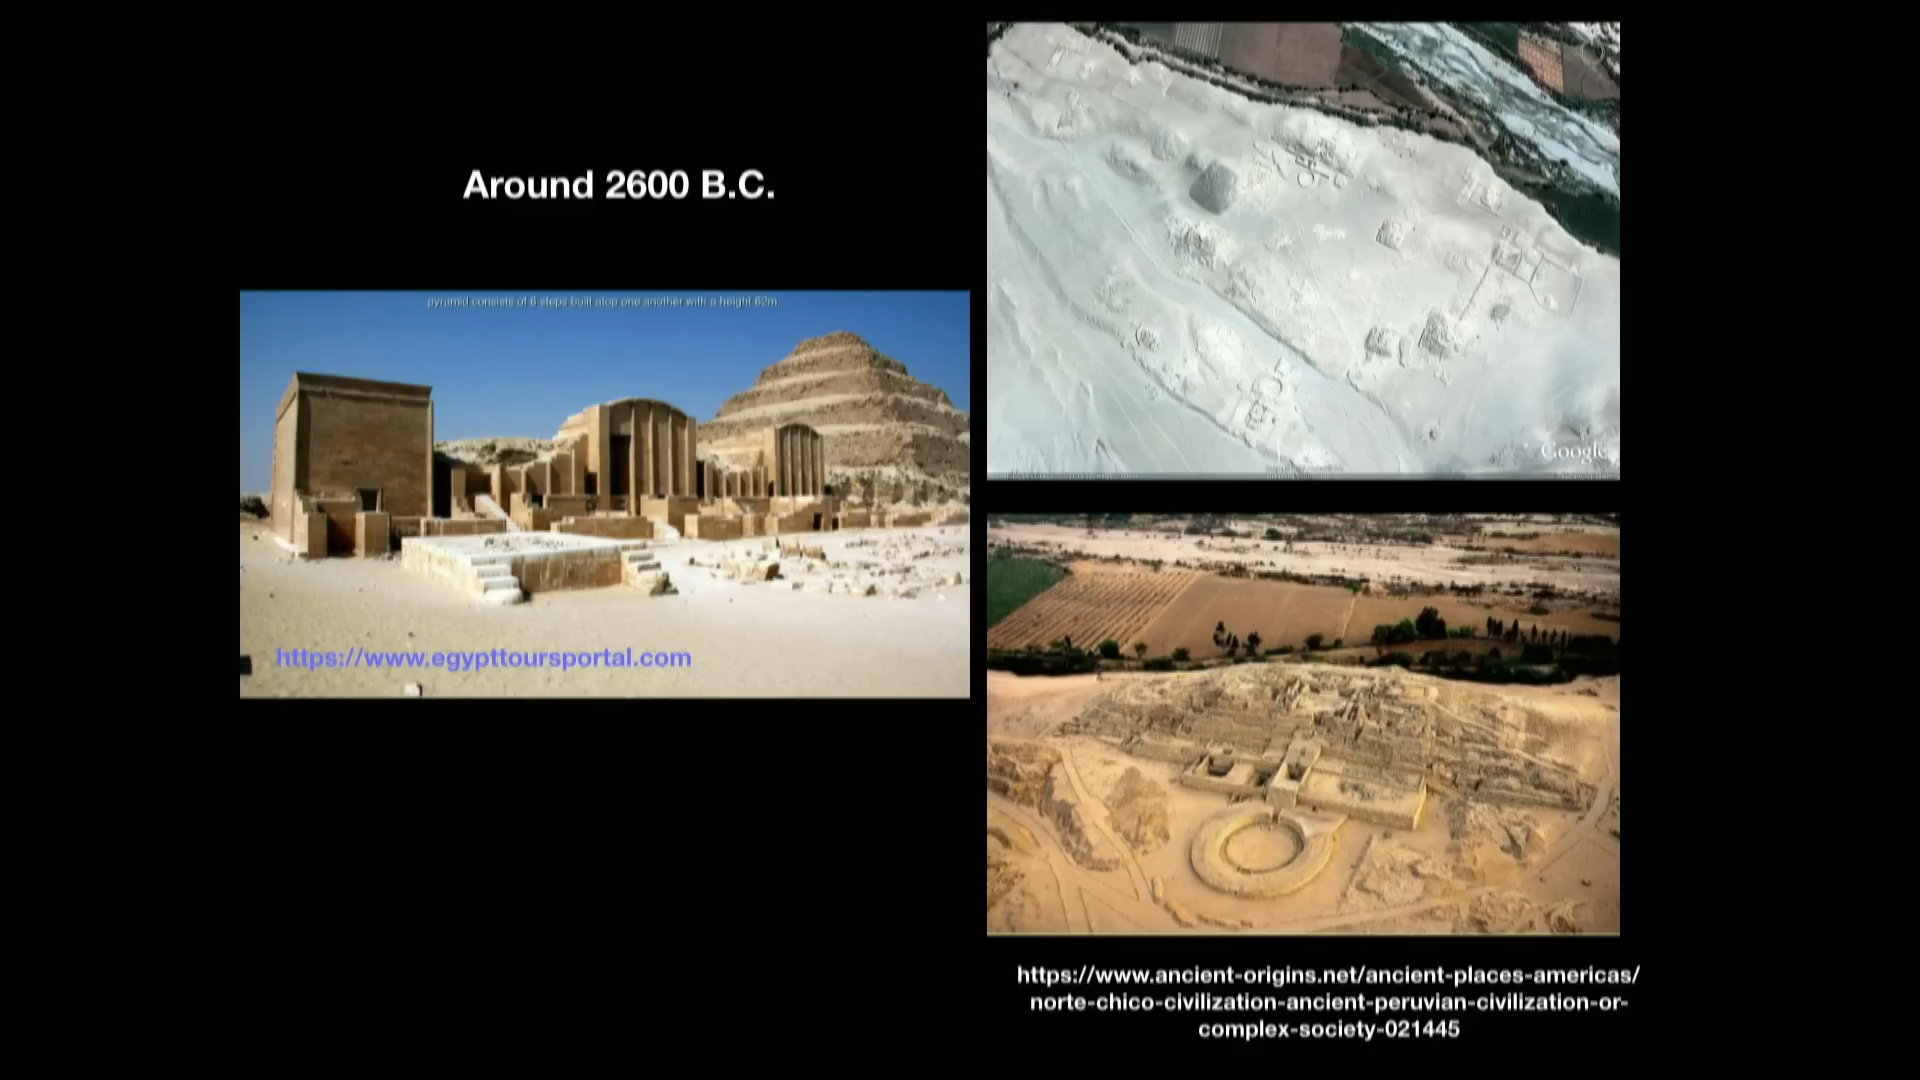 Around 2600 B.C.
pyramid consists of 6 steps built atop one another with a height 62m.
https://www.egypttoursportal.com
Google
https://www.ancient-origins.net/ancient-places-americas/
norte-chico-civilization-ancient-peruvian-civilization-or-
complex-society-021445